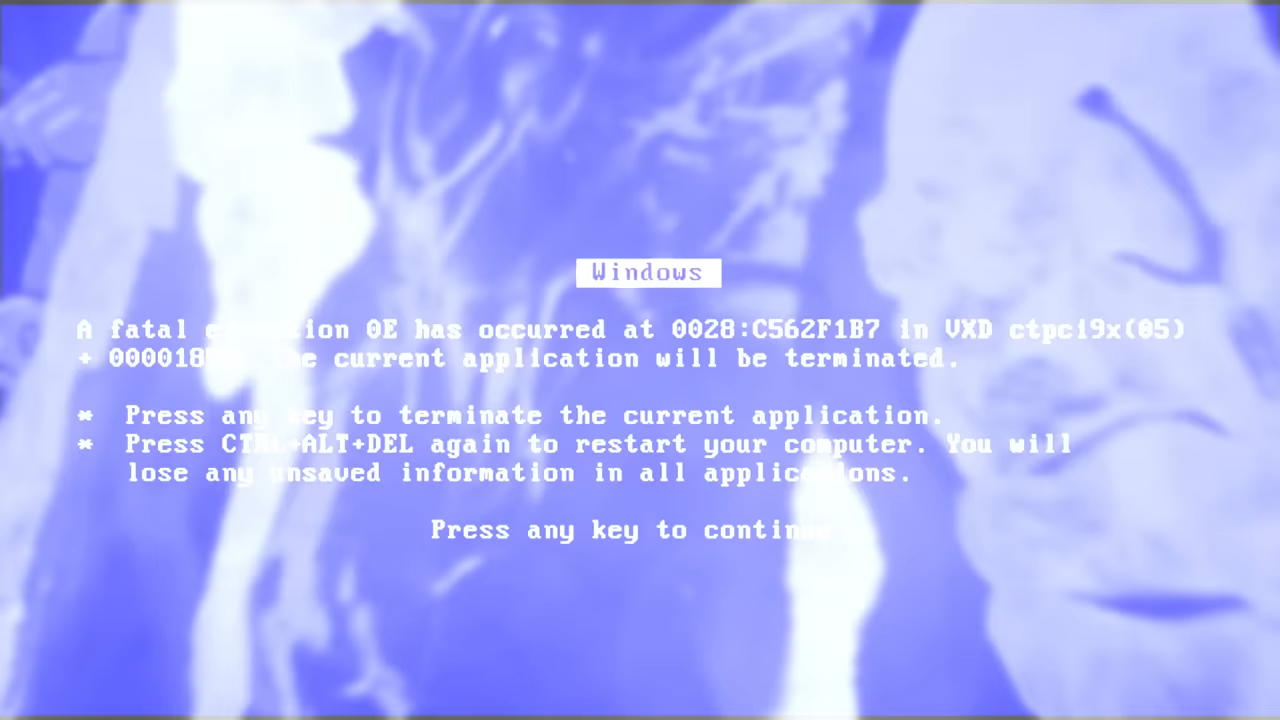 Windows
A fatal exception 0E has occurred at 0028:C562F1B7 in VXD ctpci9x(05)
+ 000018 The current application will be terminated.
* Press any key to terminate the current application.
* Press CTRL+ALT+DEL again to restart your computer. You will
lose any unsaved information in all applications.
Press any key to continue